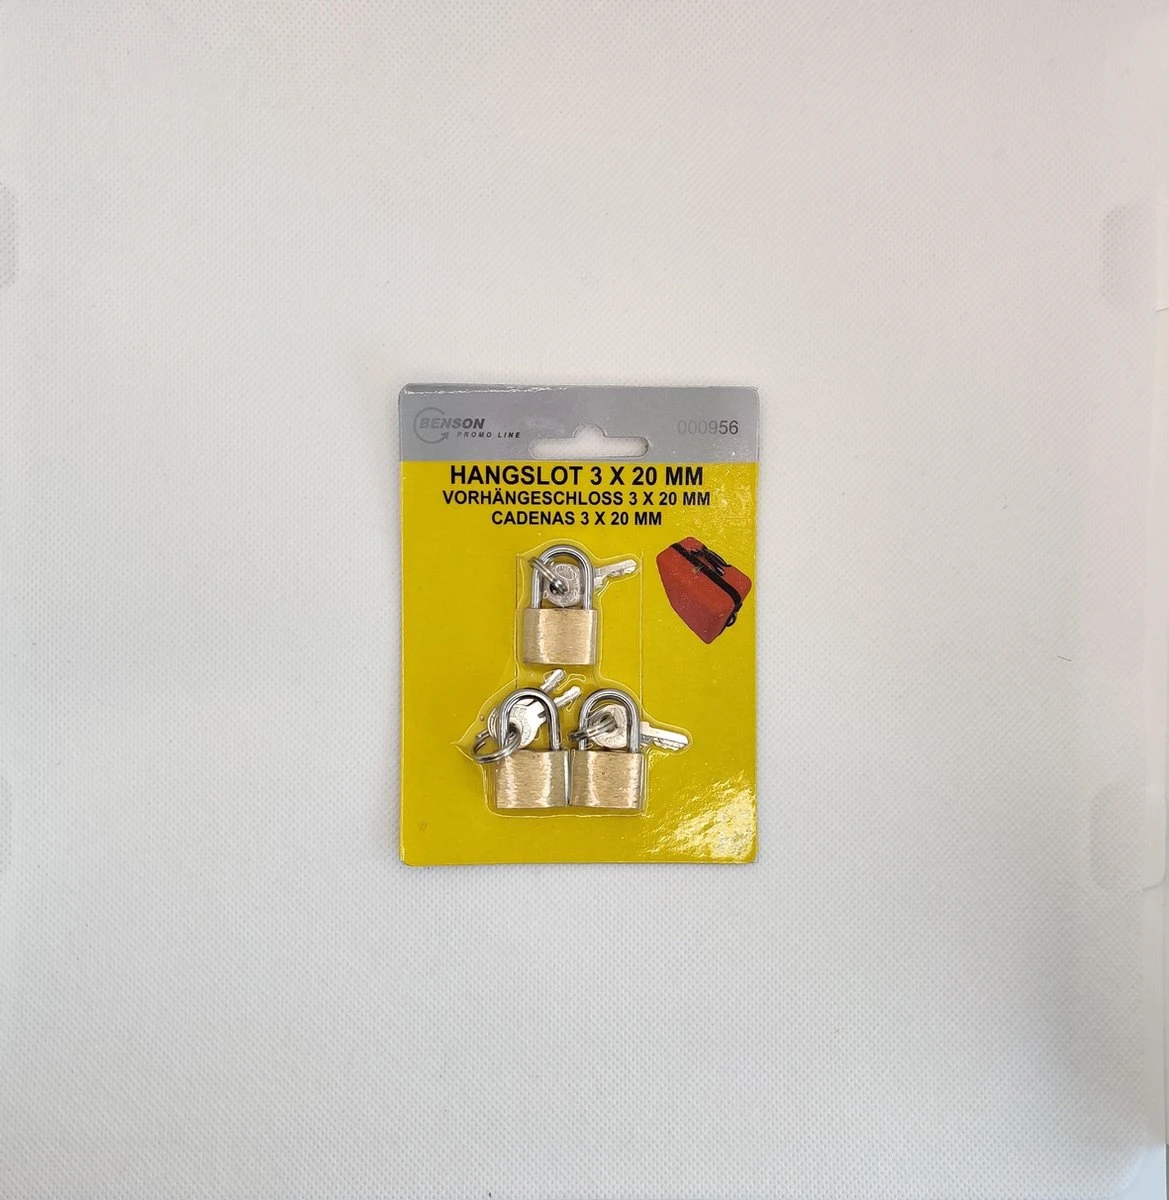 BENSON
PROMO LINE
000956
HANGSLOT 3 X 20 MM
VORHÄNGESCHLOSS 3 X 20 MM
CADENAS 3 X 20 MM